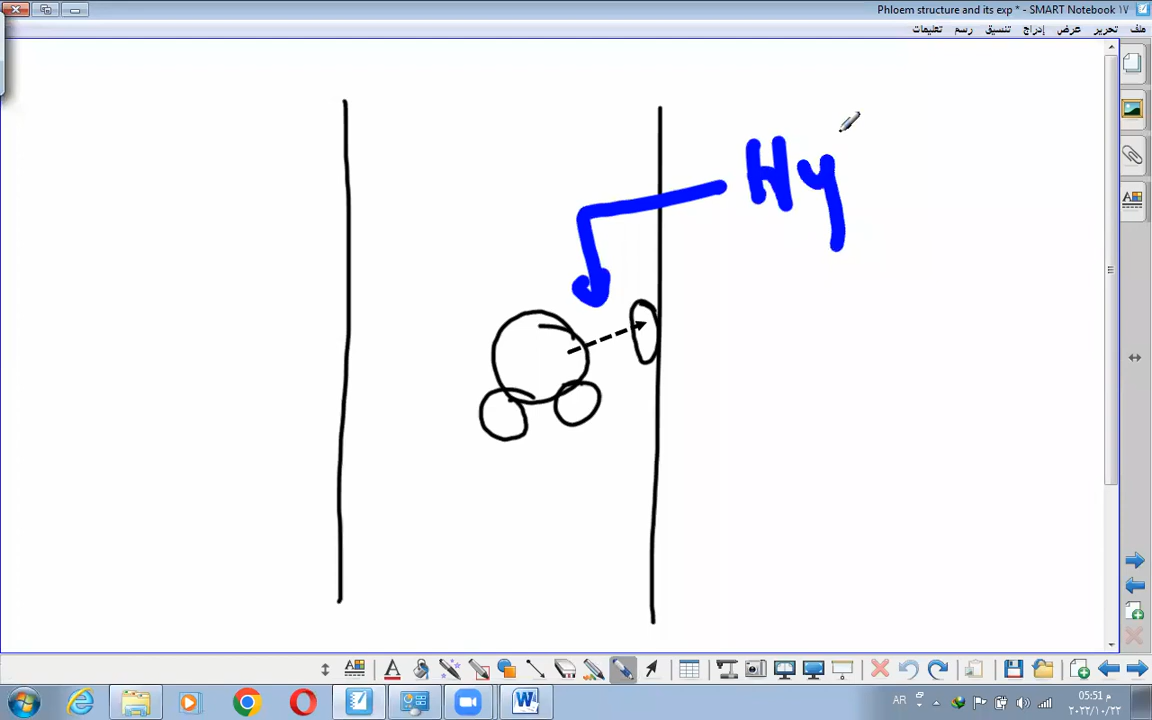 Phloem structure and its exp * - SMART Notebook ١٧
ملف تحرير عرض إدراج تنسيق رسم تعليمات
Hy
AR
05:51 م
٢٠٢٢/١٠/٢٢